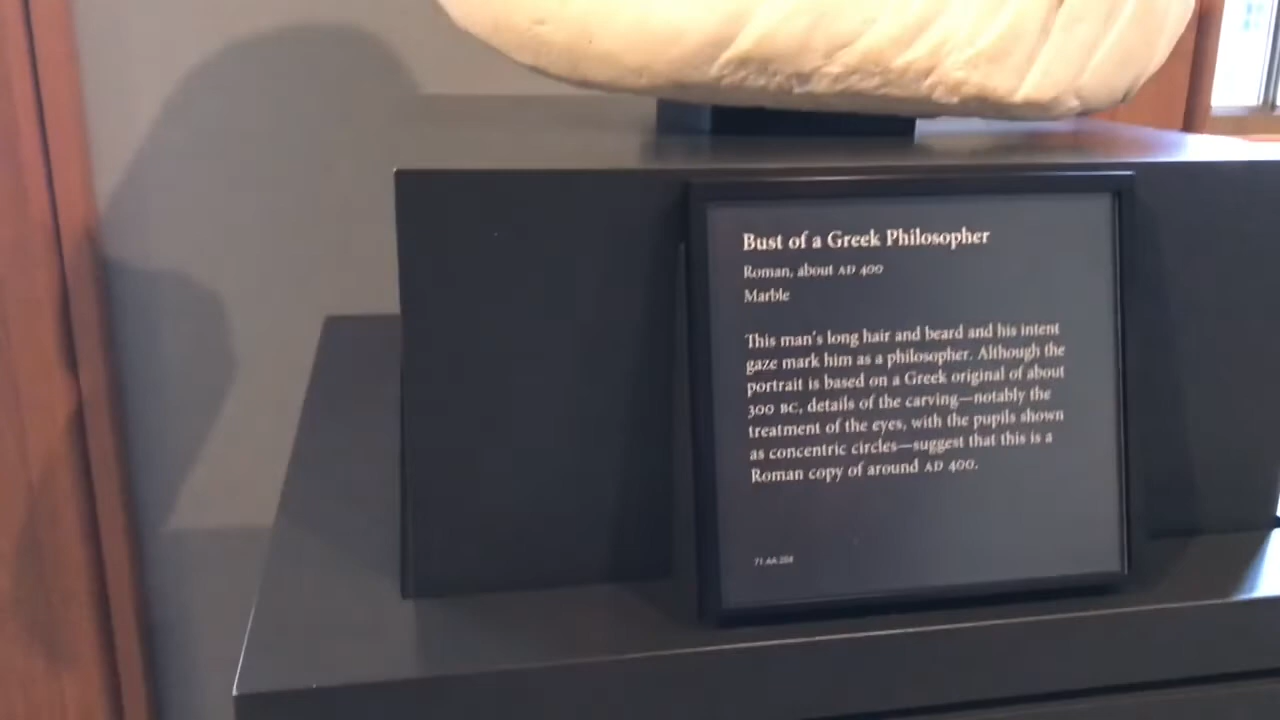 Bust of a Greek Philosopher
Roman, about AD 400
Marble
This man's long hair and beard and his intent
gaze mark him as a philosopher. Although the
portrait is based on a Greek original of about
300 BC, details of the carving—notably the
treatment of the eyes, with the pupils shown
as concentric circles—suggest that this is a
Roman copy of around AD 400.
71.AA.284